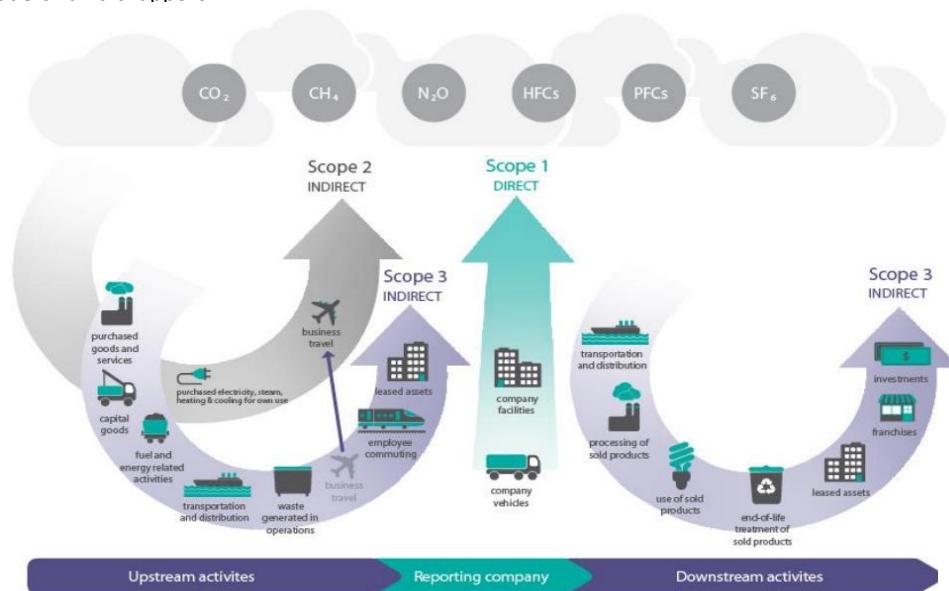 CO2
CH4
N2O
HFCs
PFCs
SF6
Scope 2
INDIRECT
Scope 1
DIRECT
Scope 3
INDIRECT
Scope 3
INDIRECT
purchased
goods and
services
capital
goods
fuel and
energy related
activities
transportation
and distribution
waste
generated in
operations
business
travel
employee
commuting
leased assets
purchased electricity, steam,
heating & cooling for own use
business
travel
company
facilities
company
vehicles
transportation
and distribution
processing of
sold products
use of sold
products
end-of-life
treatment of
sold products
leased assets
franchises
investments
Upstream activites
Reporting company
Downstream activites